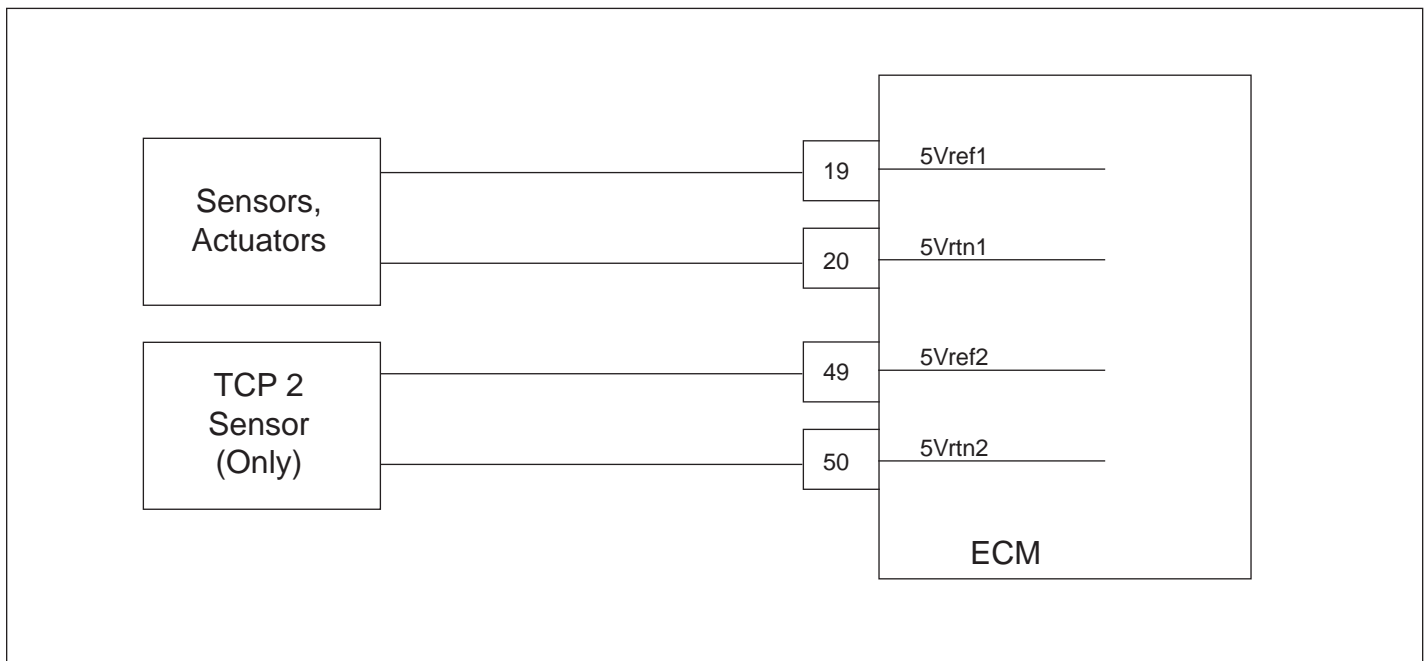 Sensors,
Actuators
19
5Vref1
20
5Vrtn1
TCP 2
Sensor
(Only)
49
5Vref2
50
5Vrtn2
ECM